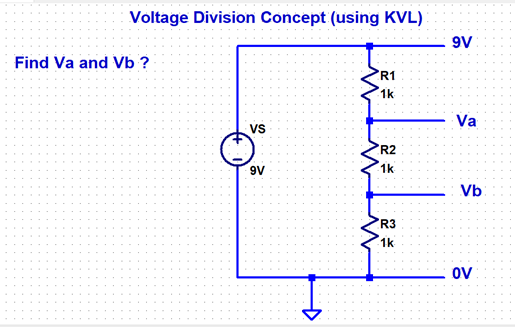 Voltage Division Concept (using KVL)
9V
Find Va and Vb ?
R1
1k
Va
VS
R2
9V
1k
Vb
R3
1k
0V